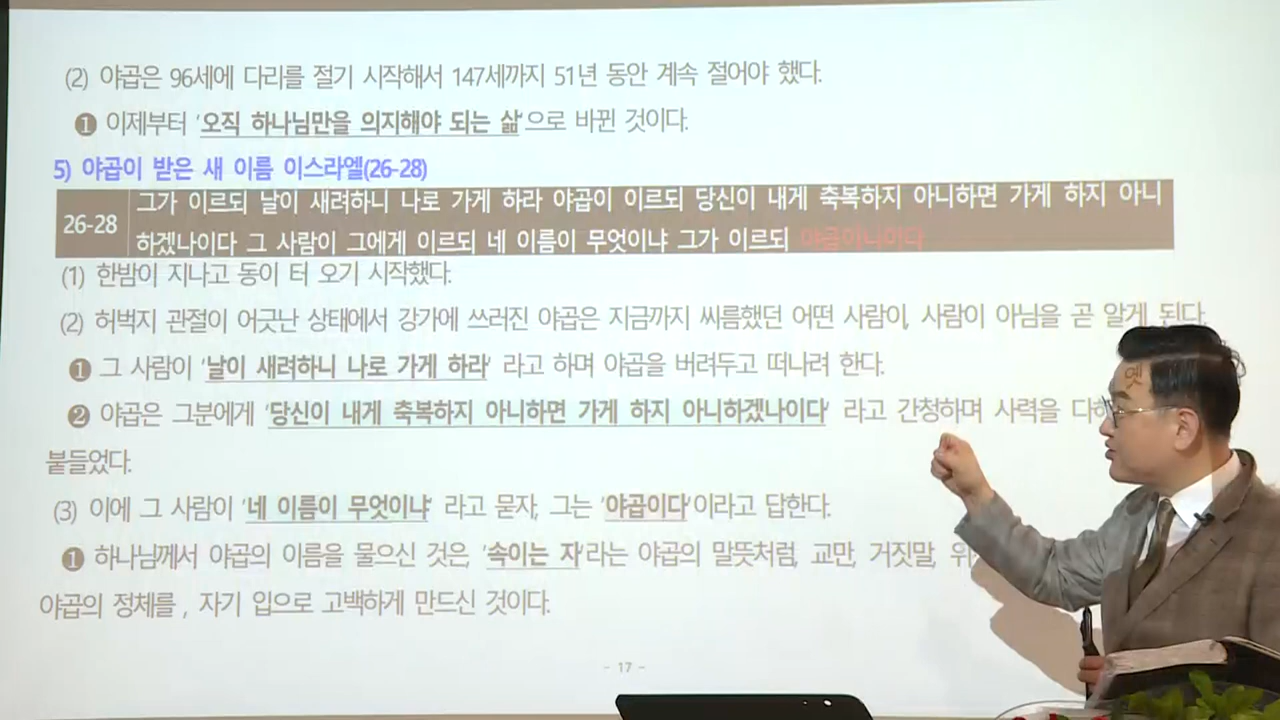 (2) 야곱은 96세에 다리를 절기 시작해서 147세까지 51년 동안 계속 절어야 했다.
❶ 이제부터 '오직 하나님만을 의지해야 되는 삶'으로 바뀐 것이다.
5) 야곱이 받은 새 이름 이스라엘(26-28)
26-28 그가 이르되 날이 새려하니 나로 가게 하라 야곱이 이르되 당신이 내게 축복하지 아니하면 가게 하지 아니
하겠나이다 그 사람이 그에게 이르되 네 이름이 무엇이냐 그가 이르되 야곱이니이다
(1) 한밤이 지나고 동이 터 오기 시작했다.
(2) 허벅지 관절이 어긋난 상태에서 강가에 쓰러진 야곱은 지금까지 씨름했던 어떤 사람이, 사람이 아님을 곧 알게 된다.
❶ 그 사람이 '날이 새려하니 나로 가게 하라' 라고 하며 야곱을 버려두고 떠나려 한다.
❷ 야곱은 그분에게 '당신이 내게 축복하지 아니하면 가게 하지 아니하겠나이다' 라고 간청하며 사력을 다해
붙들었다.
(3) 이에 그 사람이 '네 이름이 무엇이냐' 라고 묻자, 그는 '야곱이다'이라고 답한다.
❶ 하나님께서 야곱의 이름을 물으신 것은, '속이는 자'라는 야곱의 말뜻처럼, 교만, 거짓말, 위
야곱의 정체를 , 자기 입으로 고백하게 만드신 것이다.
- 17 -